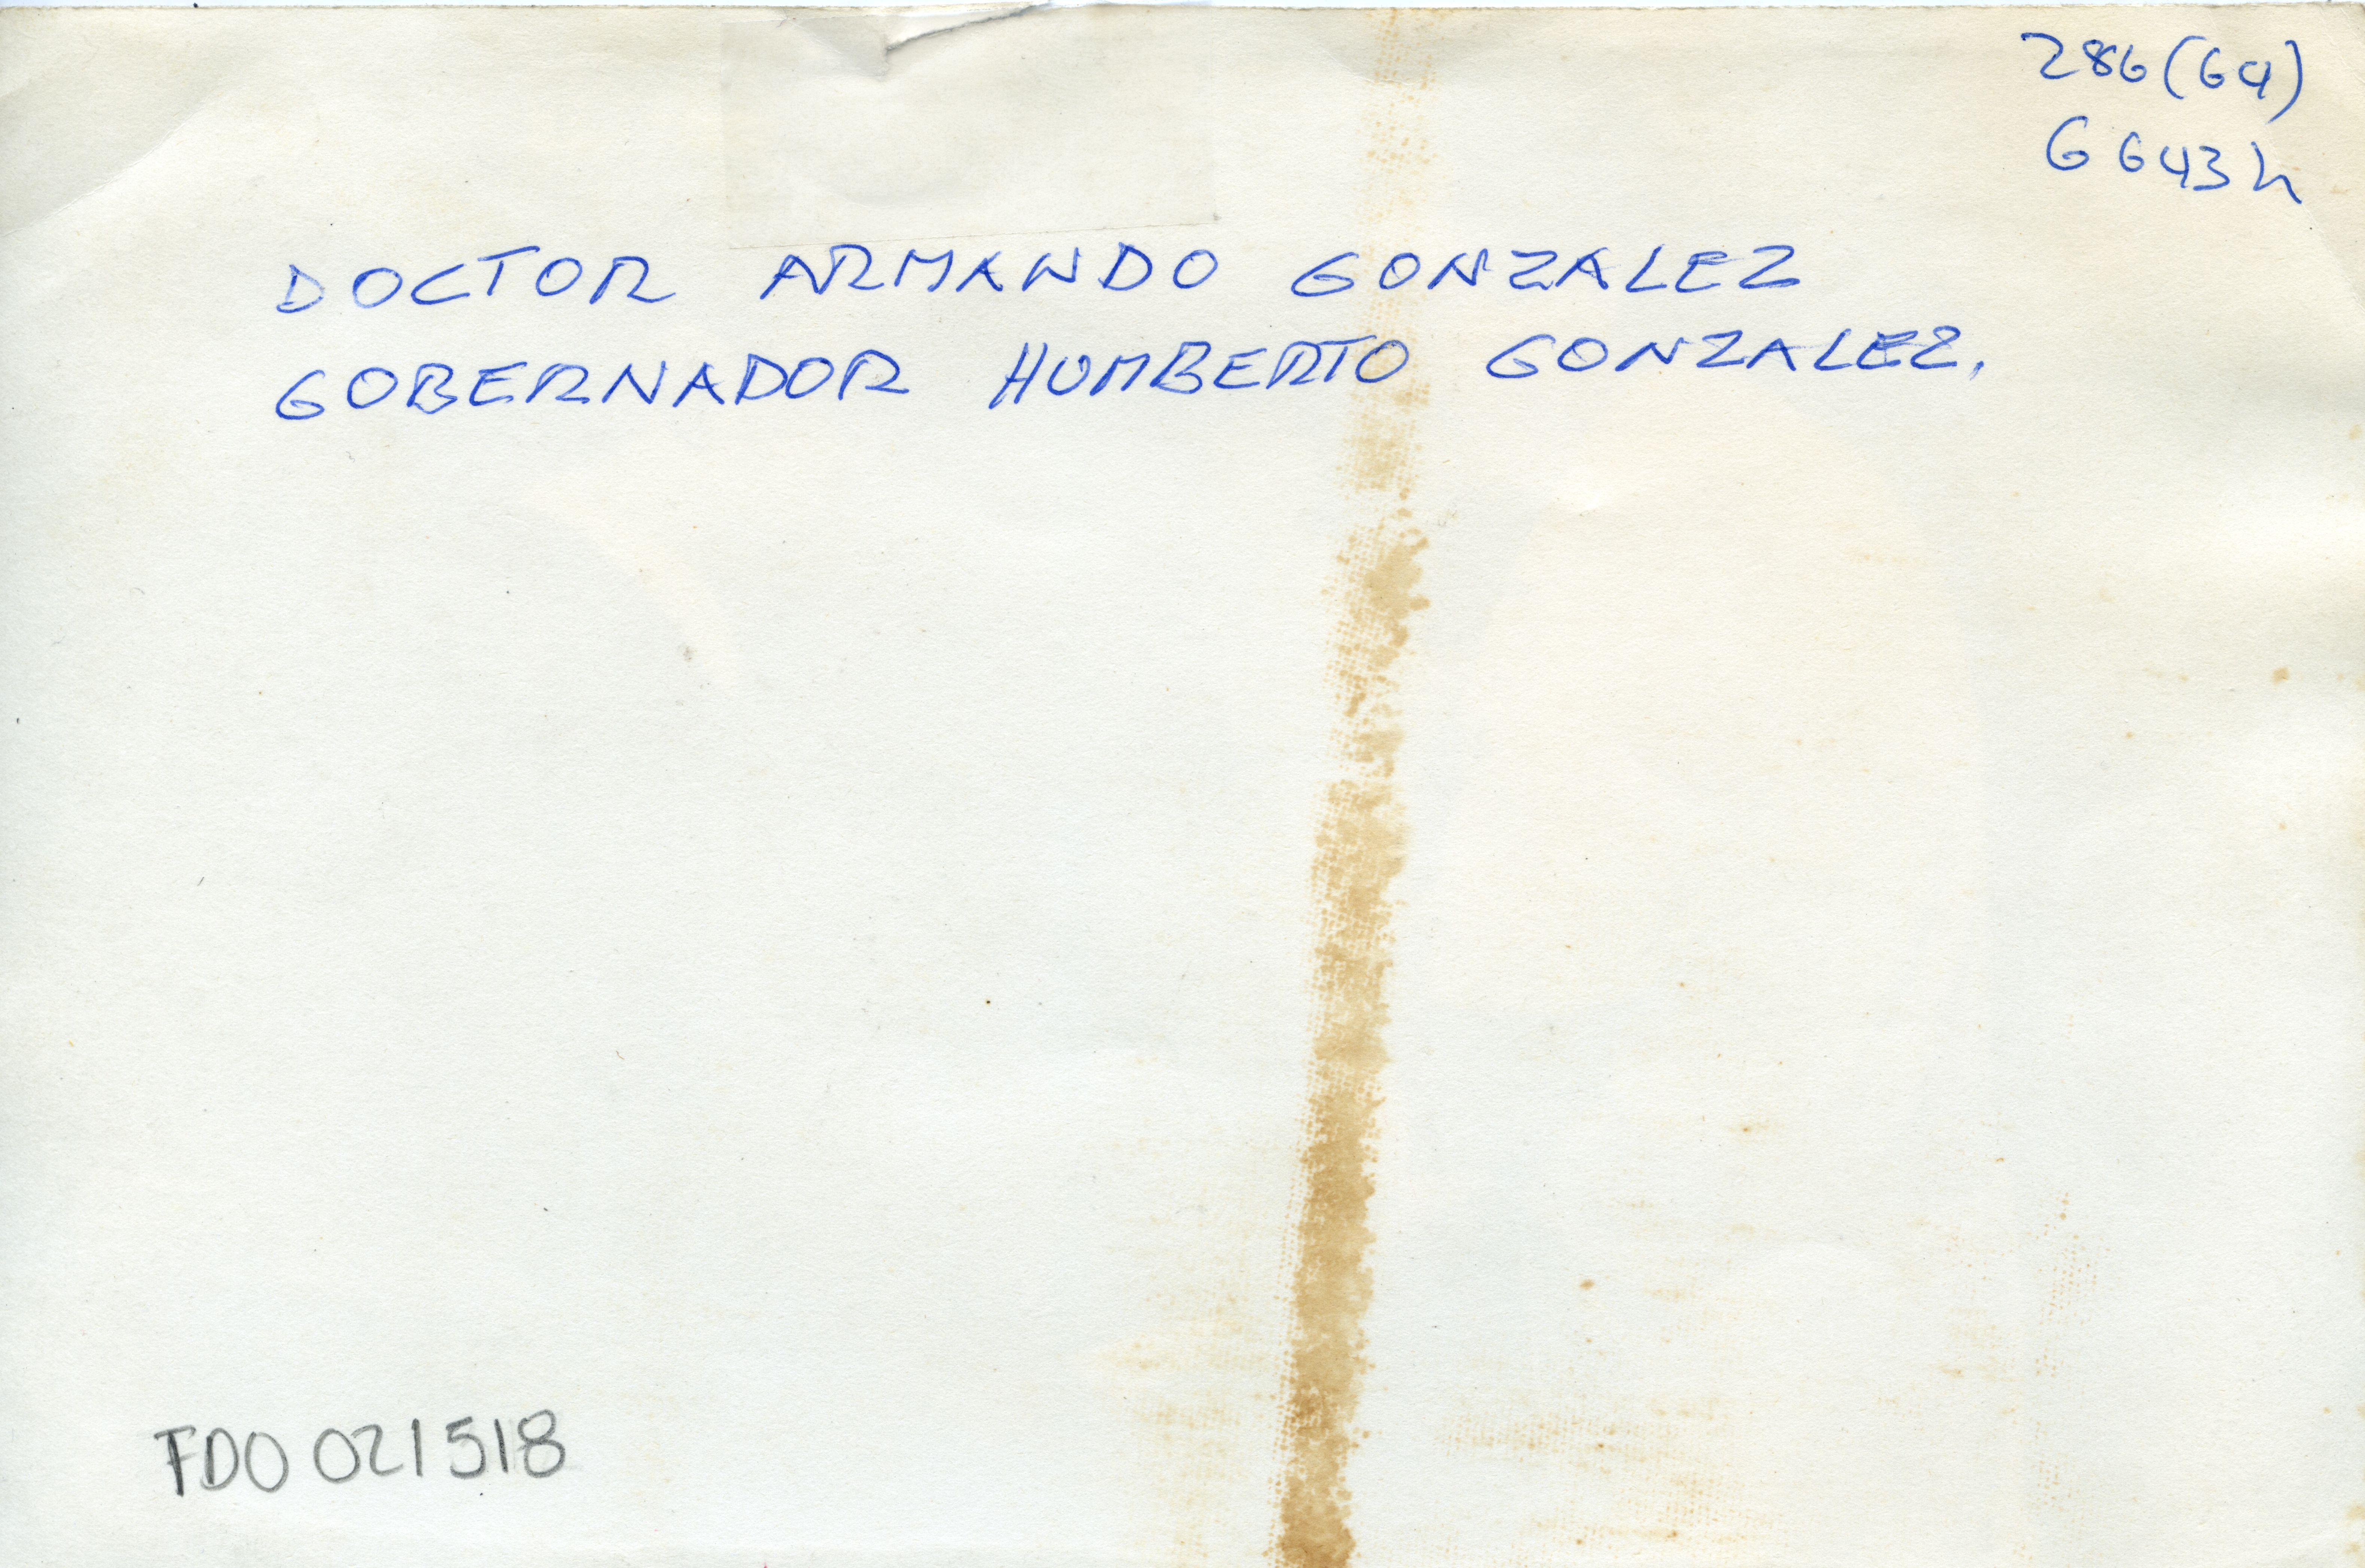 286(64)
G643h
DOCTOR ARMANDO GONZALEZ
GOBERNADOR HUMBERTO GONZALEZ.
FDO 021518